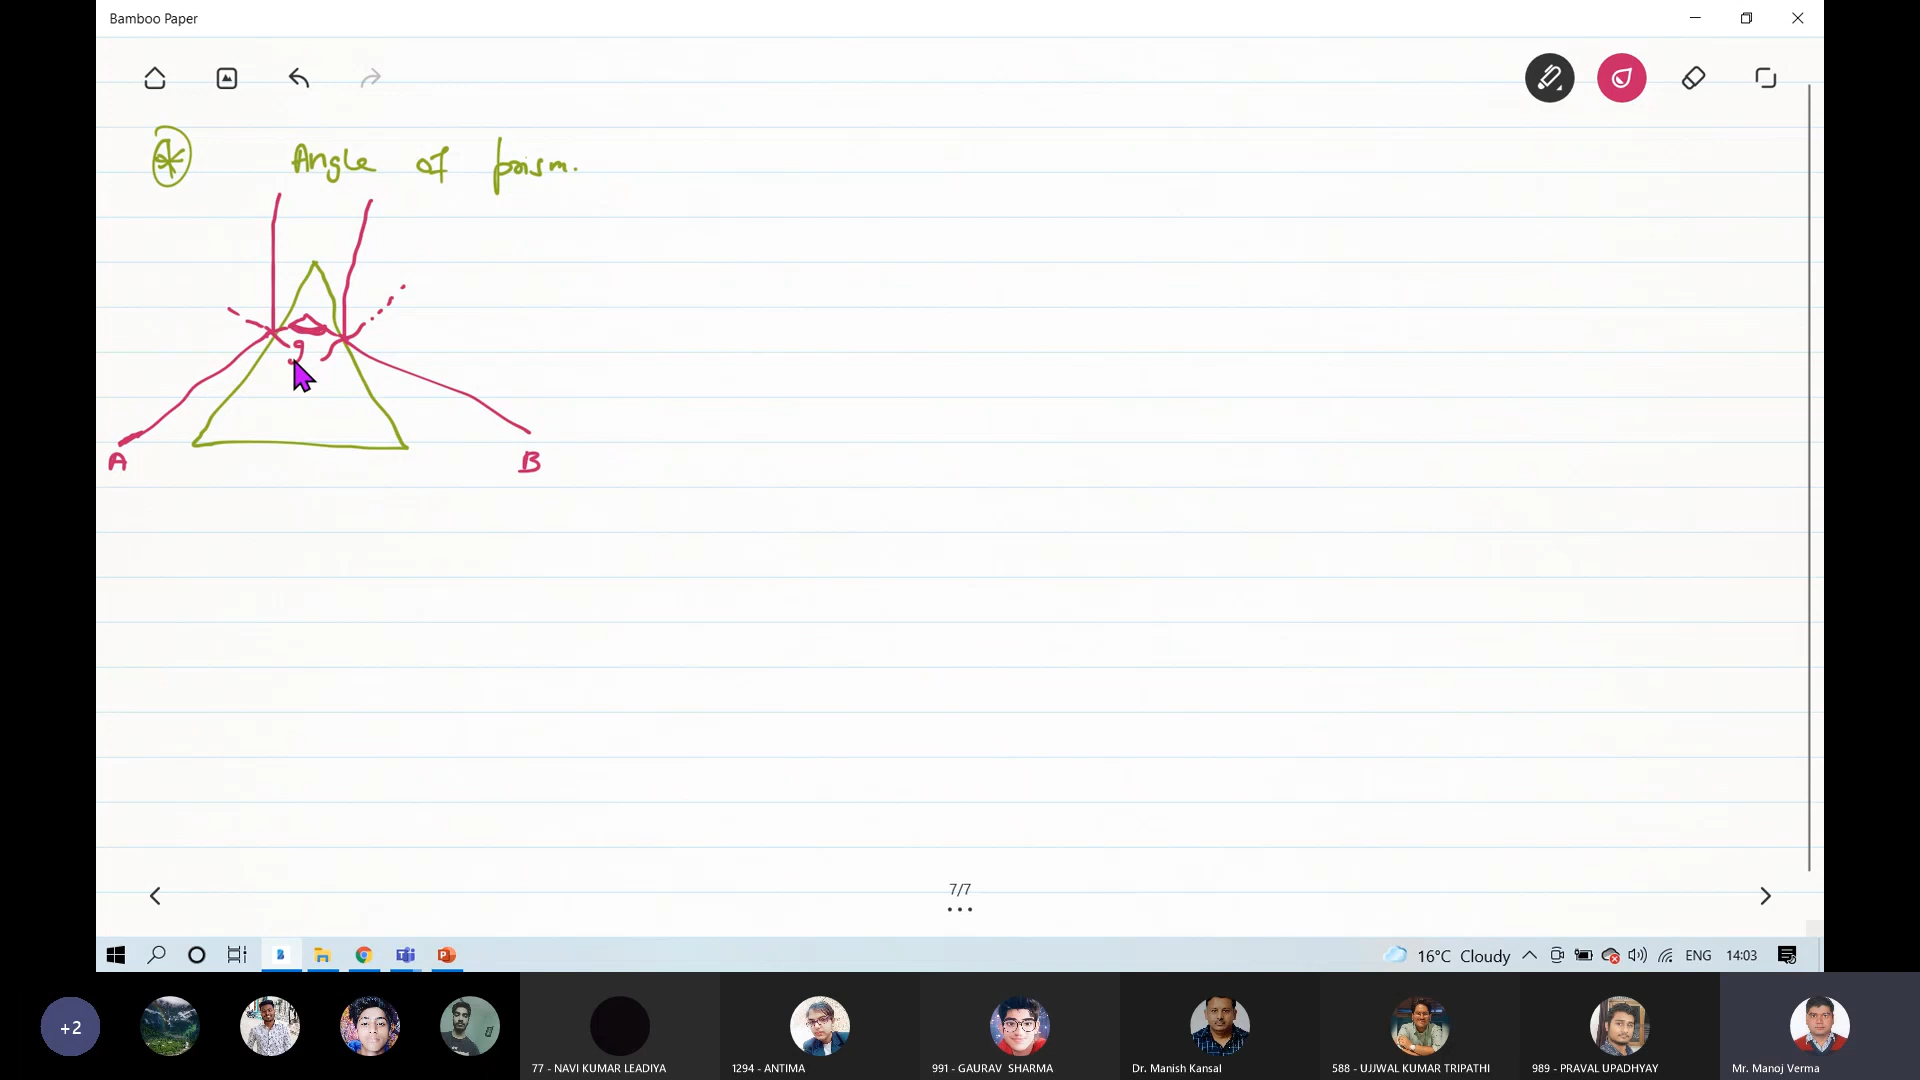 Bamboo Paper
Angle of prism.
g
A
B
7/7
16°C Cloudy
ENG
14:03
+2
77 - NAVI KUMAR LEADIYA
1294 - ANTIMA
991 - GAURAV SHARMA
Dr. Manish Kansal
588 - UJJWAL KUMAR TRIPATHI
989 - PRAVAL UPADHYAY
Mr. Manoj Verma